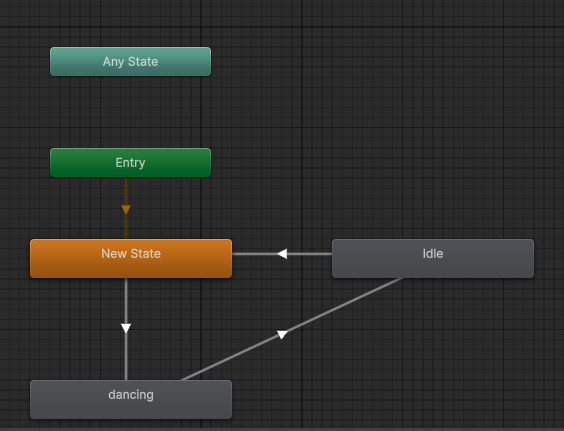 Any State
Entry
New State
Idle
dancing